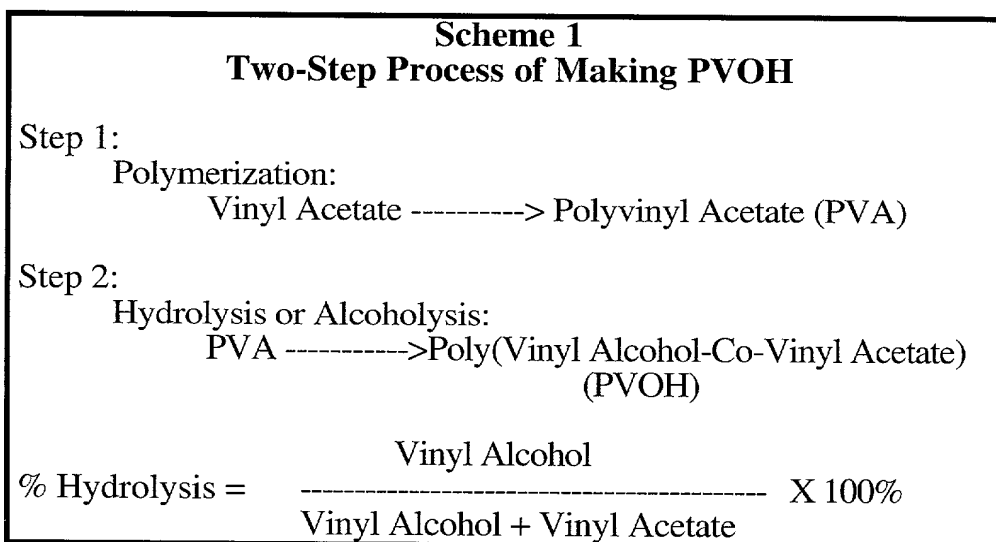 Scheme 1
Two-Step Process of Making PVOH
Step 1:
Polymerization:
Vinyl Acetate ----------> Polyvinyl Acetate (PVA)
Step 2:
Hydrolysis or Alcoholysis:
PVA ----------->Poly(Vinyl Alcohol-Co-Vinyl Acetate)
(PVOH)
Vinyl Alcohol
% Hydrolysis = ------------------------------------------ X 100%
Vinyl Alcohol + Vinyl Acetate